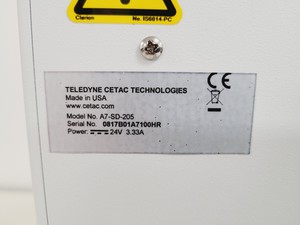 Clarion
No. IS6014-PC
TELEDYNE CETAC TECHNOLOGIES
Made in USA
www.cetac.com
Model No. A7-SD-205
Serial No. 0817B01A7100HR
Power: 24V 3.33A
CE